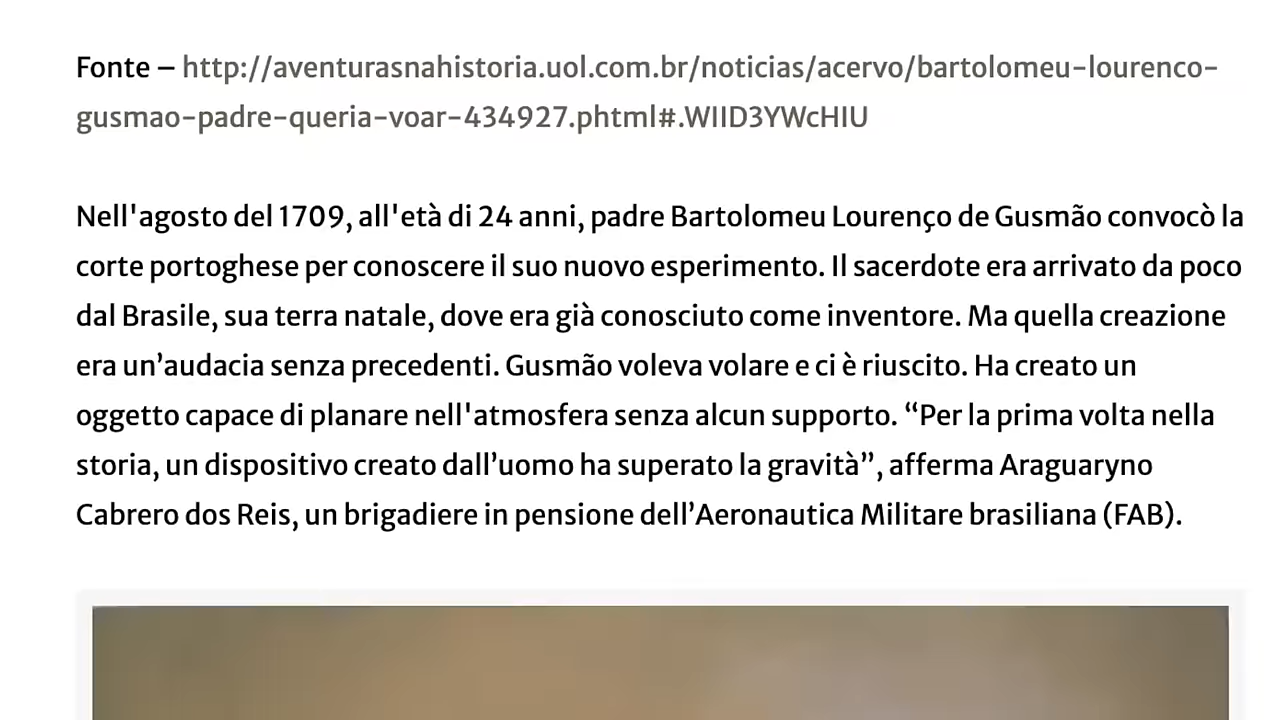 Fonte – http://aventurasnahistoria.uol.com.br/noticias/acervo/bartolomeu-lourenco-
gusmao-padre-queria-voar-434927.phtml#.WIID3YWcHIU
Nell'agosto del 1709, all'età di 24 anni, padre Bartolomeu Lourenço de Gusmão convocò la
corte portoghese per conoscere il suo nuovo esperimento. Il sacerdote era arrivato da poco
dal Brasile, sua terra natale, dove era già conosciuto come inventore. Ma quella creazione
era un’audacia senza precedenti. Gusmão voleva volare e ci è riuscito. Ha creato un
oggetto capace di planare nell'atmosfera senza alcun supporto. “Per la prima volta nella
storia, un dispositivo creato dall’uomo ha superato la gravità”, afferma Araguaryno
Cabrero dos Reis, un brigadiere in pensione dell’Aeronautica Militare brasiliana (FAB).